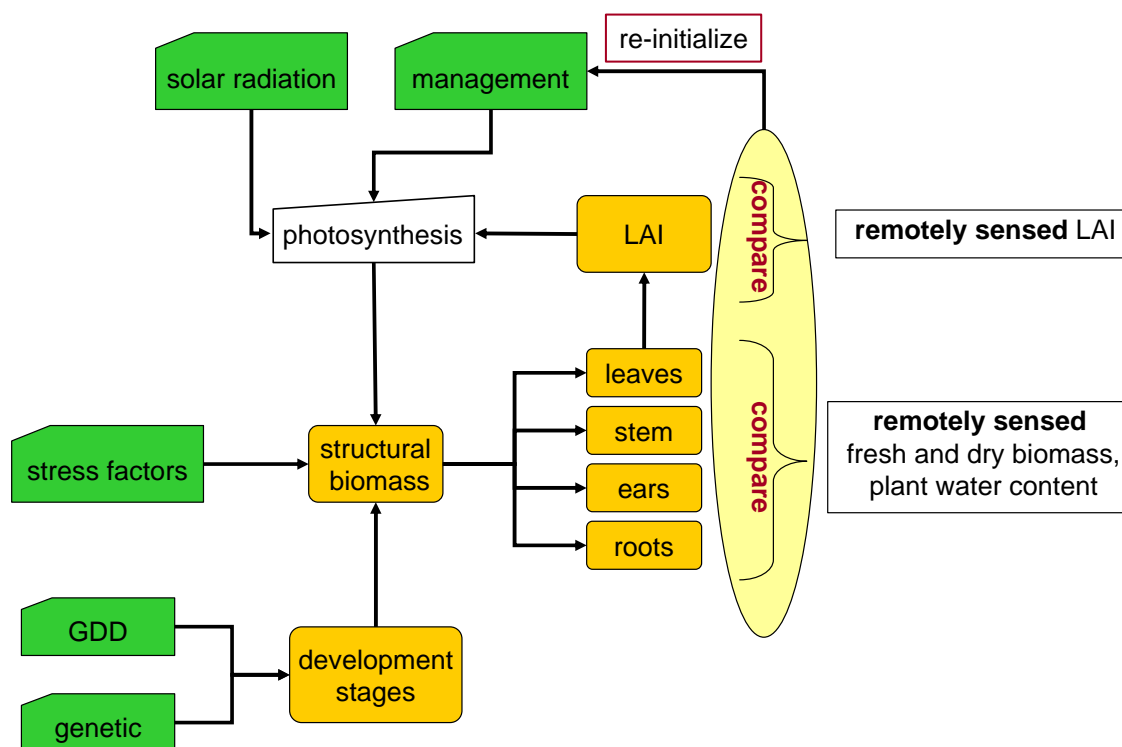 re-initialize
solar radiation
management
compare
photosynthesis
LAI
remotely sensed LAI
leaves
stem
ears
roots
compare
remotely sensed
fresh and dry biomass,
plant water content
stress factors
structural
biomass
GDD
genetic
development
stages